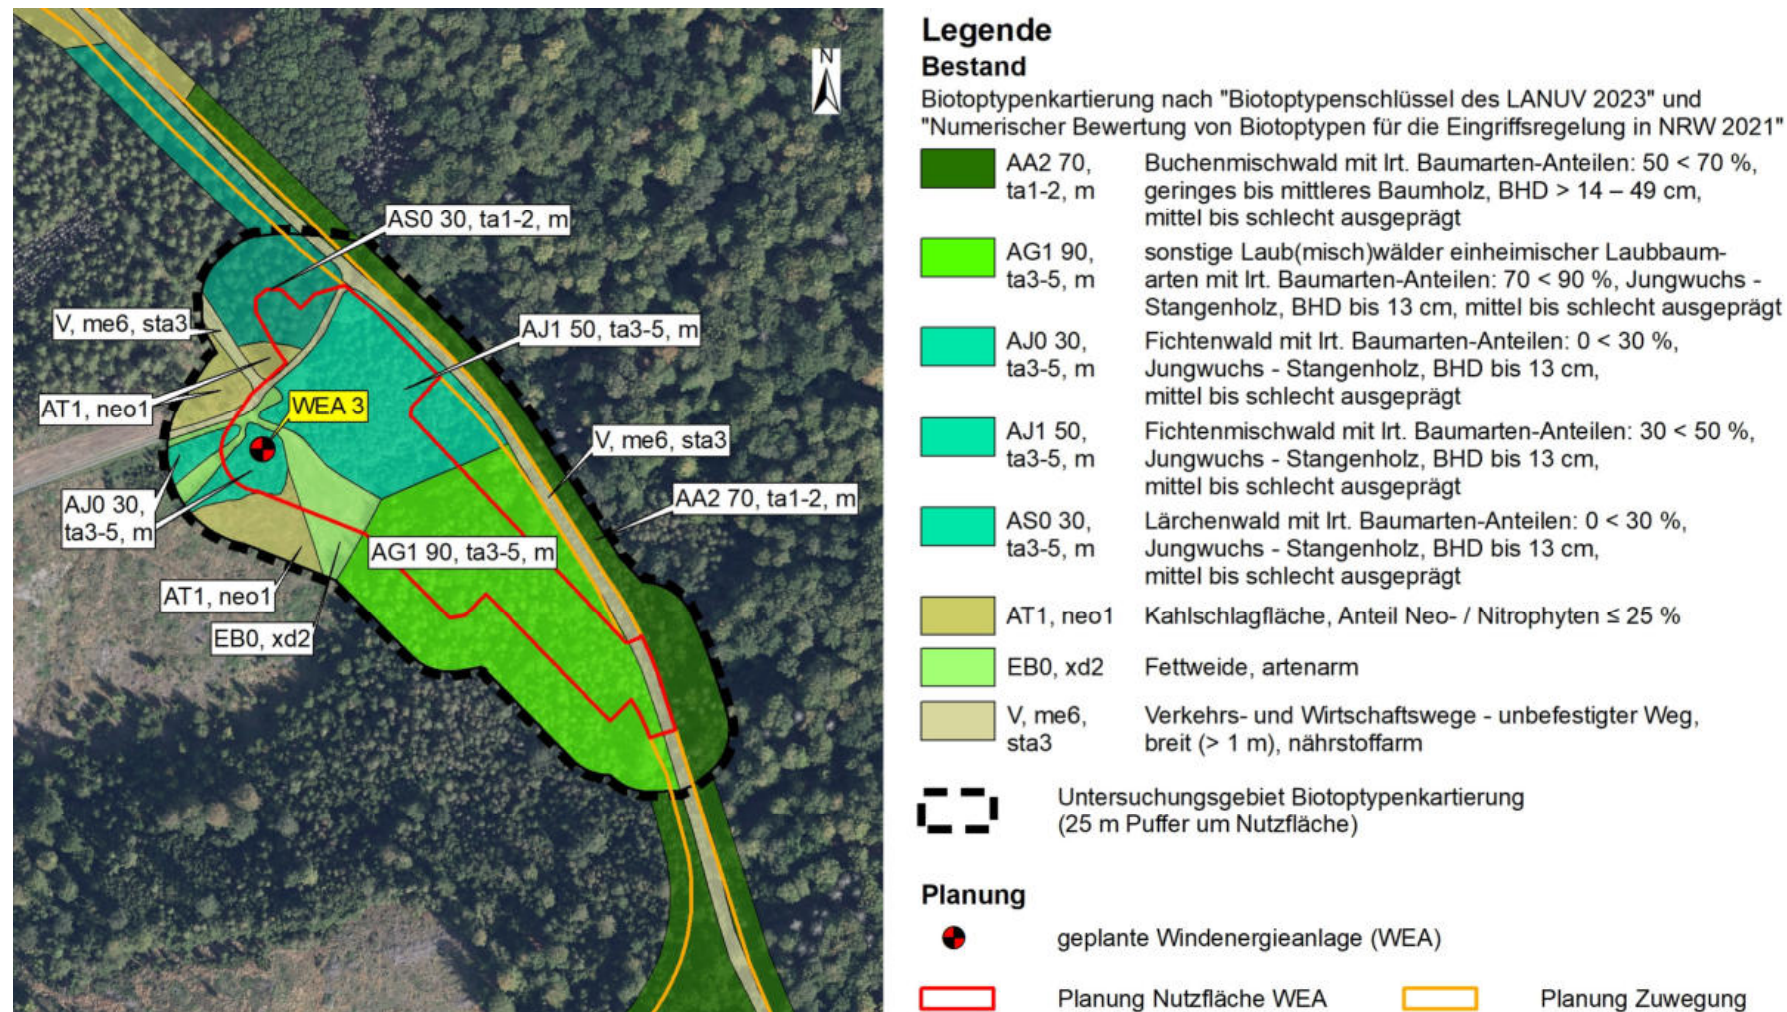 N
AS0 30, ta1-2, m
V, me6, sta3
AJ1 50, ta3-5, m
AT1, neo1
WEA 3
V, me6, sta3
AJ0 30,
ta3-5, m
AA2 70, ta1-2, m
AG1 90, ta3-5, m
AT1, neo1
EB0, xd2
Legende
Bestand
Biotoptypenkartierung nach "Biotoptypenschlüssel des LANUV 2023" und
"Numerischer Bewertung von Biotoptypen für die Eingriffsregelung in NRW 2021"
AA2 70, Buchenmischwald mit lrt. Baumarten-Anteilen: 50 < 70 %,
ta1-2, m geringes bis mittleres Baumholz, BHD > 14 – 49 cm,
mittel bis schlecht ausgeprägt
AG1 90, sonstige Laub(misch)wälder einheimischer Laubbaum-
ta3-5, m arten mit lrt. Baumarten-Anteilen: 70 < 90 %, Jungwuchs -
Stangenholz, BHD bis 13 cm, mittel bis schlecht ausgeprägt
AJ0 30, Fichtenwald mit lrt. Baumarten-Anteilen: 0 < 30 %,
ta3-5, m Jungwuchs - Stangenholz, BHD bis 13 cm,
mittel bis schlecht ausgeprägt
AJ1 50, Fichtenmischwald mit lrt. Baumarten-Anteilen: 30 < 50 %,
ta3-5, m Jungwuchs - Stangenholz, BHD bis 13 cm,
mittel bis schlecht ausgeprägt
AS0 30, Lärchenwald mit lrt. Baumarten-Anteilen: 0 < 30 %,
ta3-5, m Jungwuchs - Stangenholz, BHD bis 13 cm,
mittel bis schlecht ausgeprägt
AT1, neo1 Kahlschlagfläche, Anteil Neo- / Nitrophyten ≤ 25 %
EB0, xd2 Fettweide, artenarm
V, me6, Verkehrs- und Wirtschaftswege - unbefestigter Weg,
sta3 breit (> 1 m), nährstoffarm
Untersuchungsgebiet Biotoptypenkartierung
(25 m Puffer um Nutzfläche)
Planung
geplante Windenergieanlage (WEA)
Planung Nutzfläche WEA Planung Zuwegung